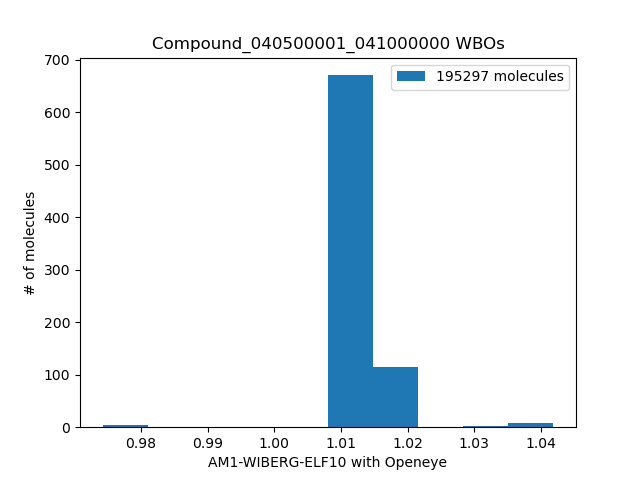 Compound_040500001_041000000 WBOs
195297 molecules
700
600
500
400
300
200
100
0
# of molecules
0.98 0.99 1.00 1.01 1.02 1.03 1.04
AM1-WIBERG-ELF10 with Openeye